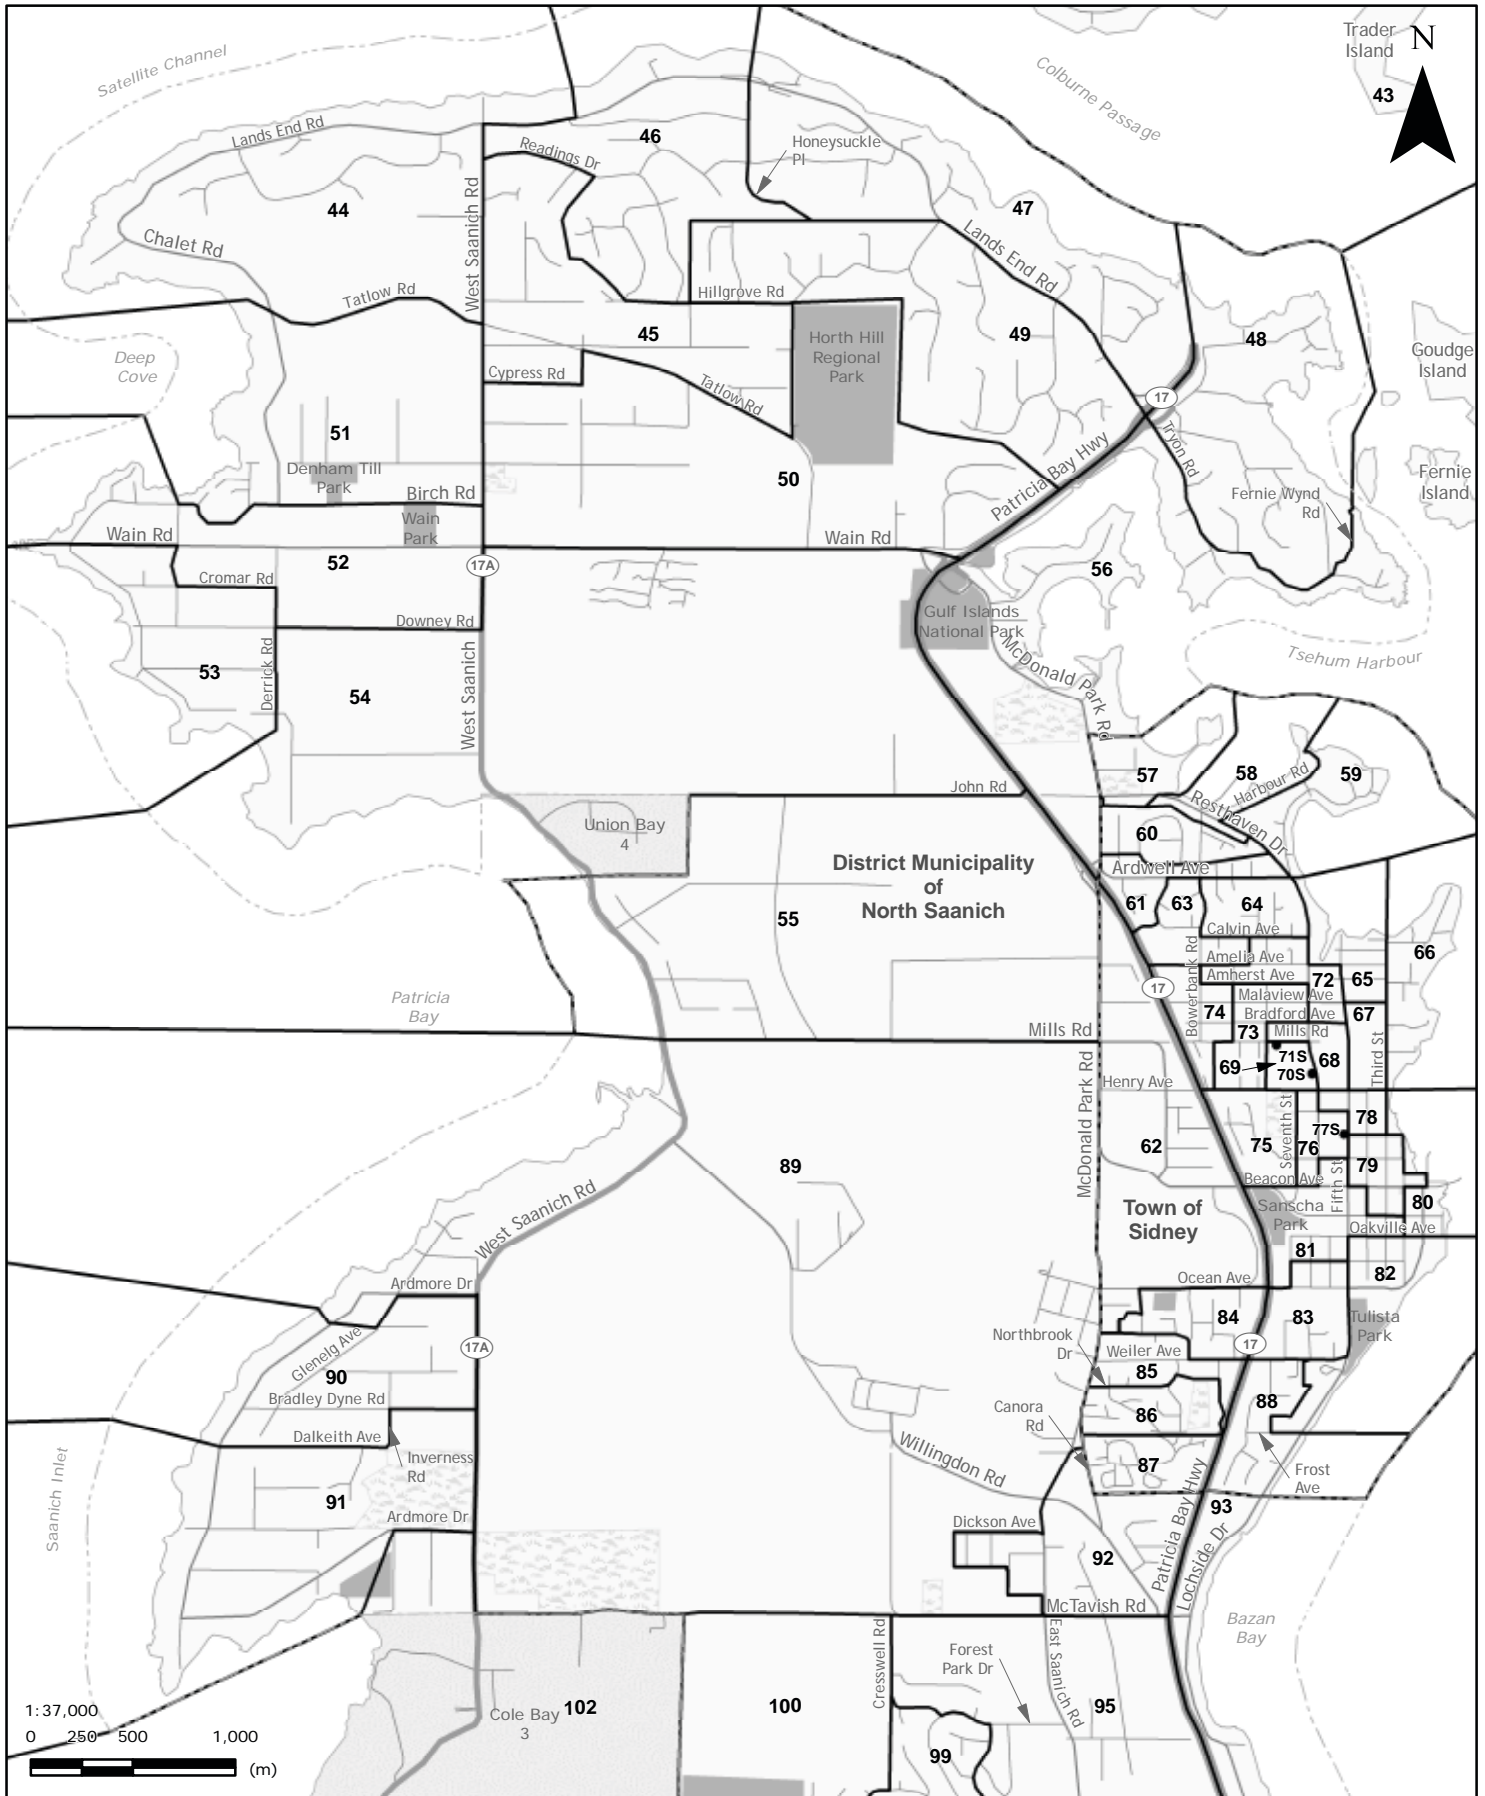 Trader
Island
N
43
Satellite Channel
Colburne Passage
Lands End Rd
46
Honeysuckle
Pl
Readings Dr
44
47
West Saanich Rd
Chalet Rd
Lands End Rd
Tatlow Rd
Hillgrove Rd
45
Horth Hill
Regional
Park
49
48
Deep
Cove
Goudge
Island
Cypress Rd
Tatlow Rd
17
51
Tryon Rd
Patricia Bay Hwy
Denham Till
Park
50
Fernie
Island
Birch Rd
Fernie Wynd
Rd
Wain
Park
Wain Rd
Wain Rd
52
17A
56
Cromar Rd
Gulf Islands
National Park
Downey Rd
Tsehum Harbour
53
Derrick Rd
54
West Saanich
McDonald Park Rd
57
58
59
Harbour Rd
John Rd
Resthaven Dr
Union Bay
4
60
District Municipality
of
North Saanich
Ardwell Ave
55
61
63
64
Calvin Ave
Bowerbank Rd
66
Amelia Ave
Amherst Ave
72
65
17
Malaview Ave
Patricia
Bay
74
Bradford Ave
67
Mills Rd
73
Mills Rd
69
71S
70S
68
Third St
McDonald Park Rd
Henry Ave
Seventh St
78
77S
62
75
76
89
79
Beacon Ave
Fifth St
West Saanich Rd
Town of
Sidney
Sanscha
Park
80
Oakville Ave
81
82
Ardmore Dr
Ocean Ave
84
83
Tulista
Park
Northbrook
Dr
17A
17
Glenelg Ave
Weiler Ave
90
85
Bradley Dyne Rd
88
Canora
Rd
86
Dalkeith Ave
Willingdon Rd
Inverness
Rd
87
Frost
Ave
Saanich Inlet
91
93
Ardmore Dr
Dickson Ave
Patricia Bay Hwy
Lochside Dr
92
McTavish Rd
Bazan
Bay
Cresswell Rd
East Saanich Rd
Forest
Park Dr
1:37,000
102
100
95
Cole Bay
3
0 250 500 1,000
(m)
99